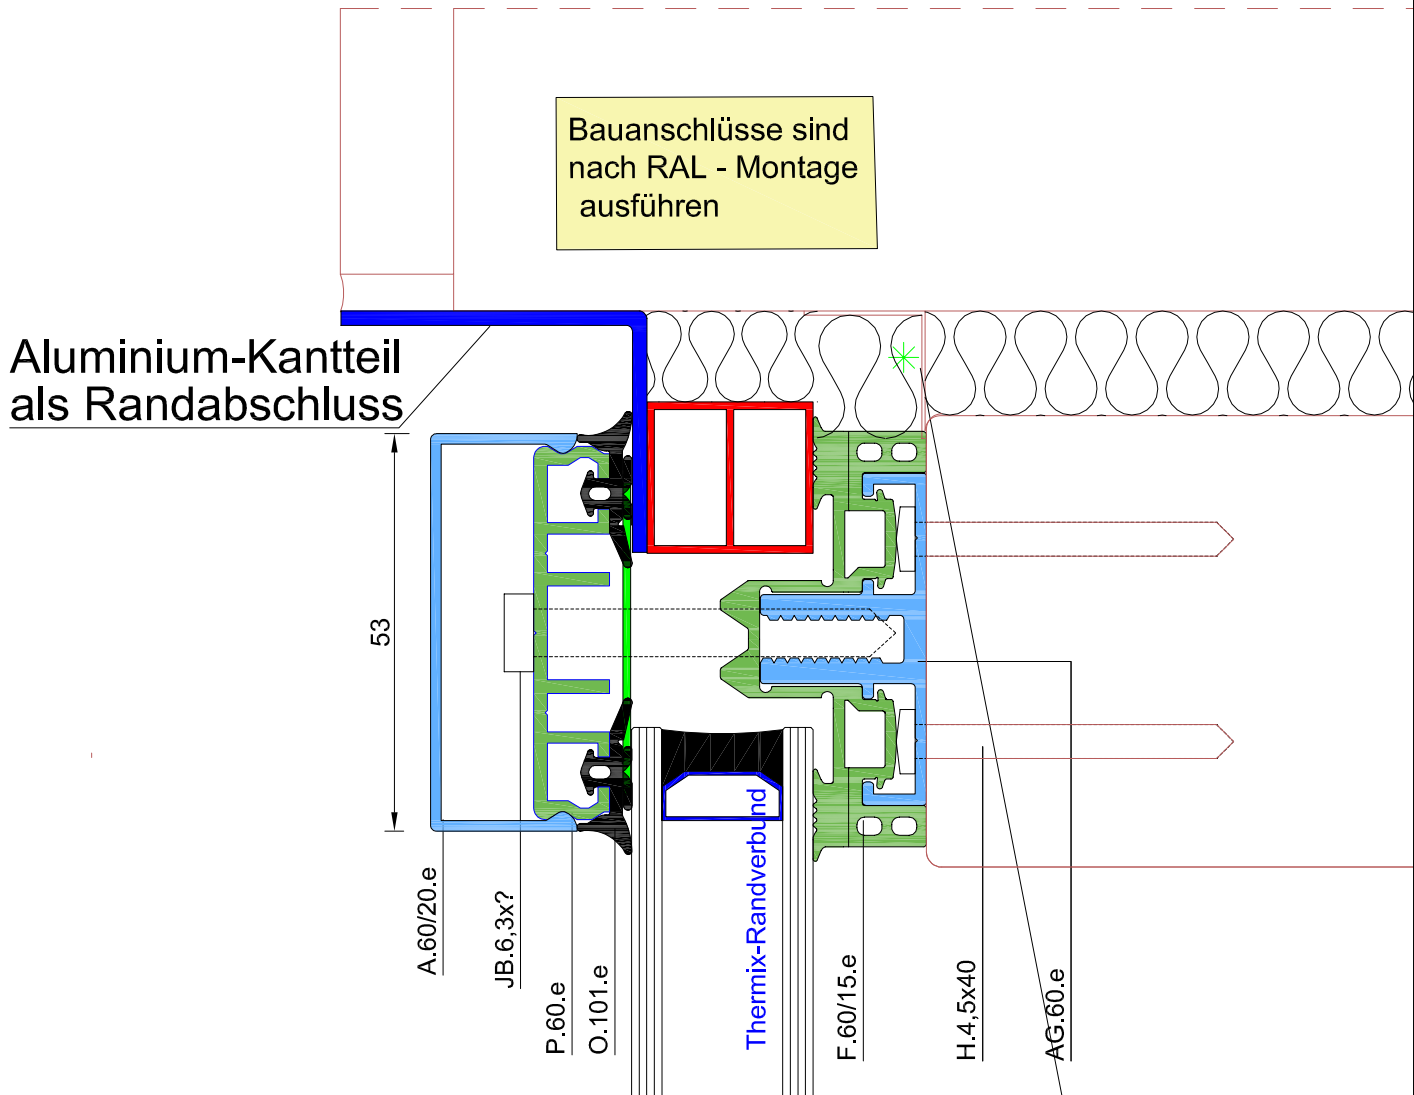 Bauanschlüsse sind
nach RAL - Montage
ausführen
Aluminium-Kantteil
als Randabschluss
53
A.60/20.e
JB.6,3x?
P.60.e
O.101.e
Thermix-Randverbund
F.60/15.e
H.4,5x40
AG.60.e